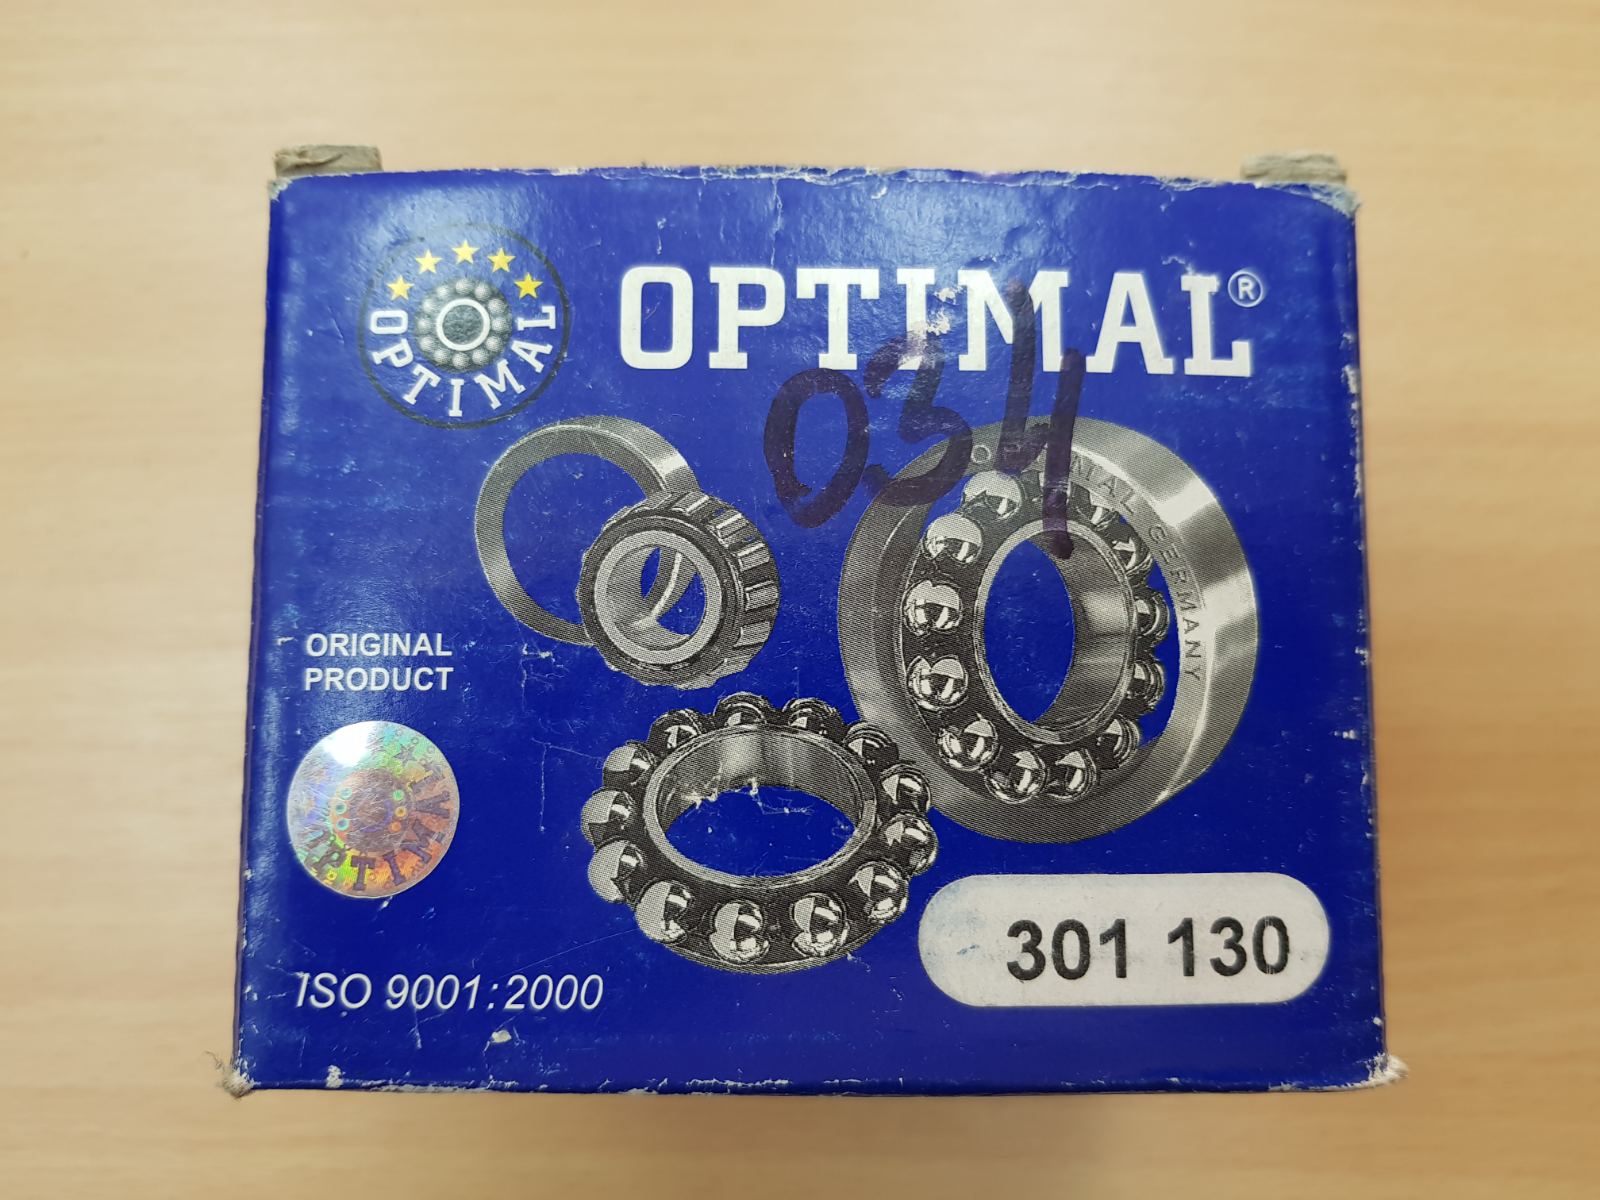 OPTIMAL
OPTIMAL®
034
OPTIMAL GERMANY
ORIGINAL
PRODUCT
OPTIMAL
301 130
ISO 9001:2000